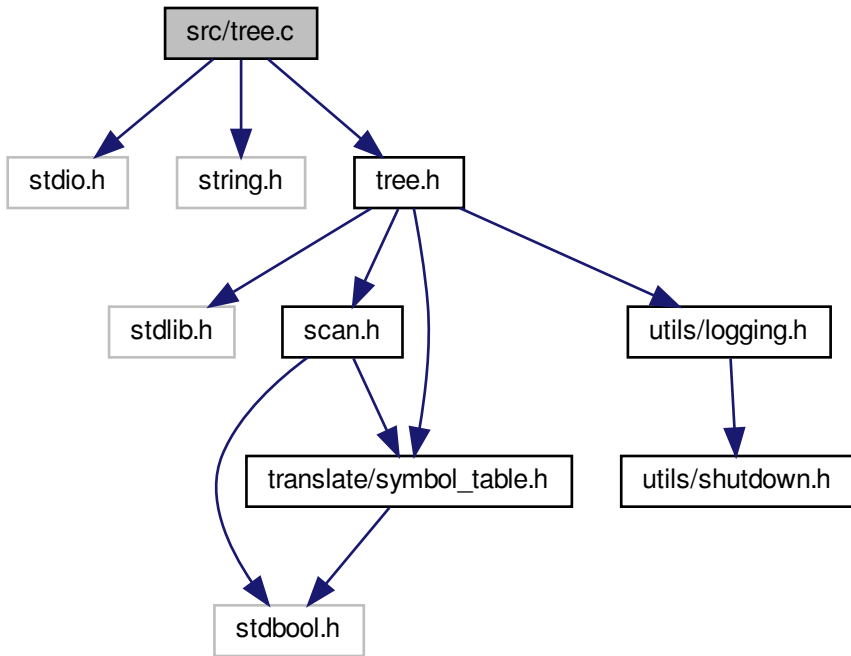 src/tree.c
stdio.h
string.h
tree.h
stdlib.h
scan.h
utils/logging.h
translate/symbol_table.h
utils/shutdown.h
stdbool.h